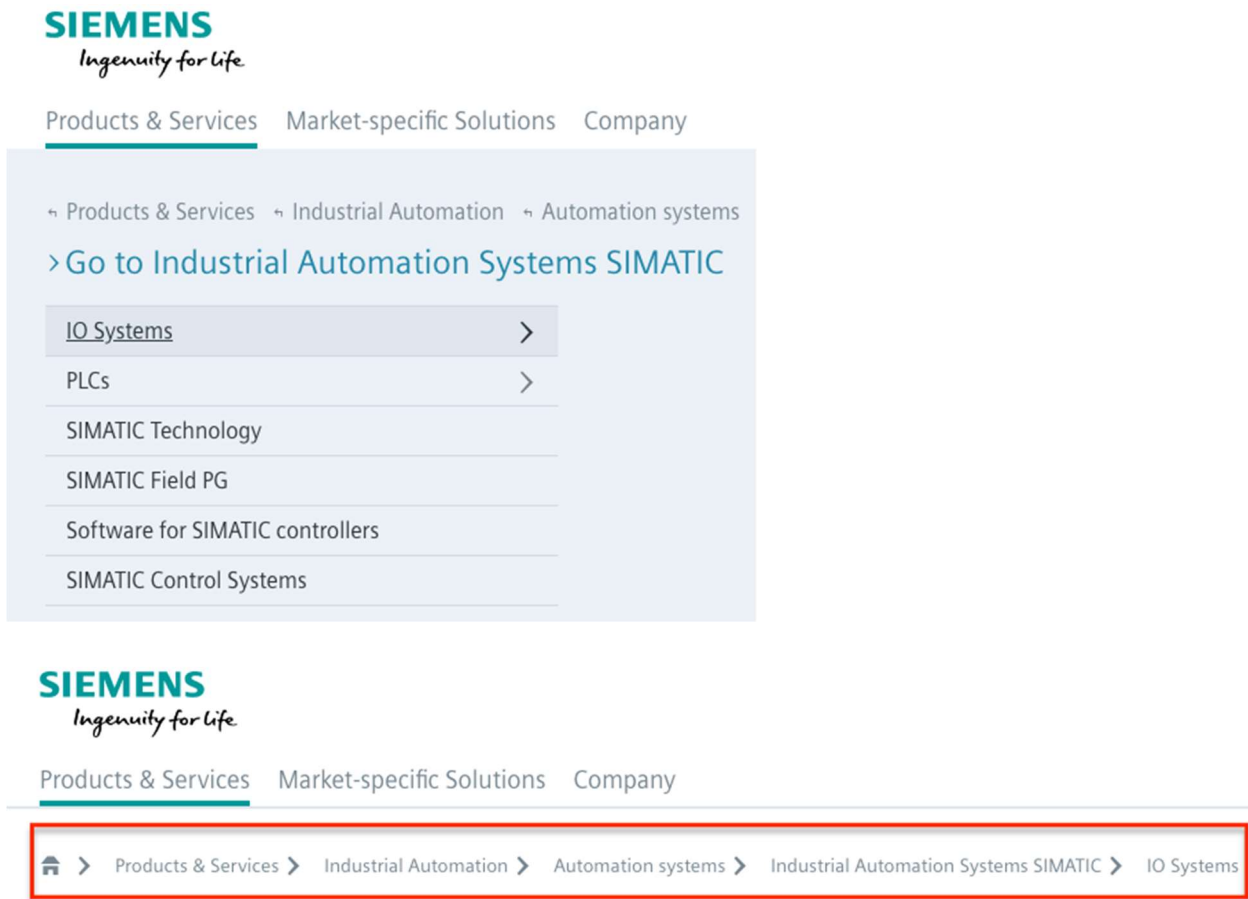 SIEMENS
Ingenuity for Life
Products & Services Market-specific Solutions Company
Products & Services Industrial Automation Automation systems
Go to Industrial Automation Systems SIMATIC
IO Systems
PLCs
SIMATIC Technology
SIMATIC Field PG
Software for SIMATIC controllers
SIMATIC Control Systems
SIEMENS
Ingenuity for Life
Products & Services Market-specific Solutions Company
Products & Services Industrial Automation Automation systems Industrial Automation Systems SIMATIC IO Systems